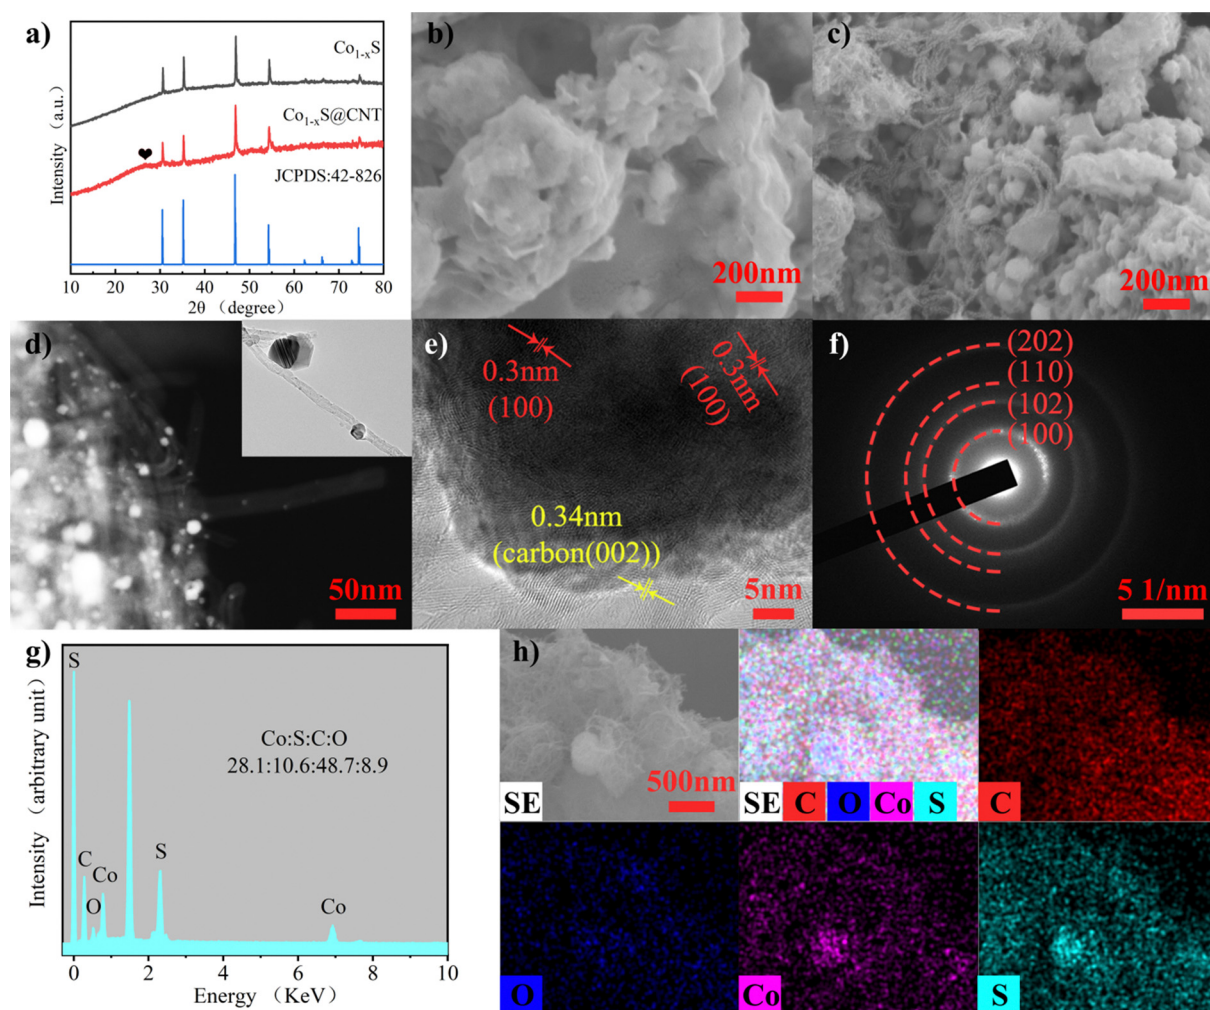 a)
Co1-xS
Co1-xS@CNT
JCPDS:42-826
Intensity （a.u.）
10 20 30 40 50 60 70 80
2θ （degree）
b)
200nm
c)
200nm
d)
50nm
e)
0.3nm
(100)
0.3nm
(100)
0.34nm
(carbon(002))
5nm
f)
(202)
(110)
(102)
(100)
5 1/nm
g)
S
Co:S:C:O
28.1:10.6:48.7:8.9
C
Co
O
S
Co
Intensity （arbitrary unit）
0 2 4 6 8 10
Energy （KeV）
h)
500nm
SE
SE C O Co S
C
O
Co
S